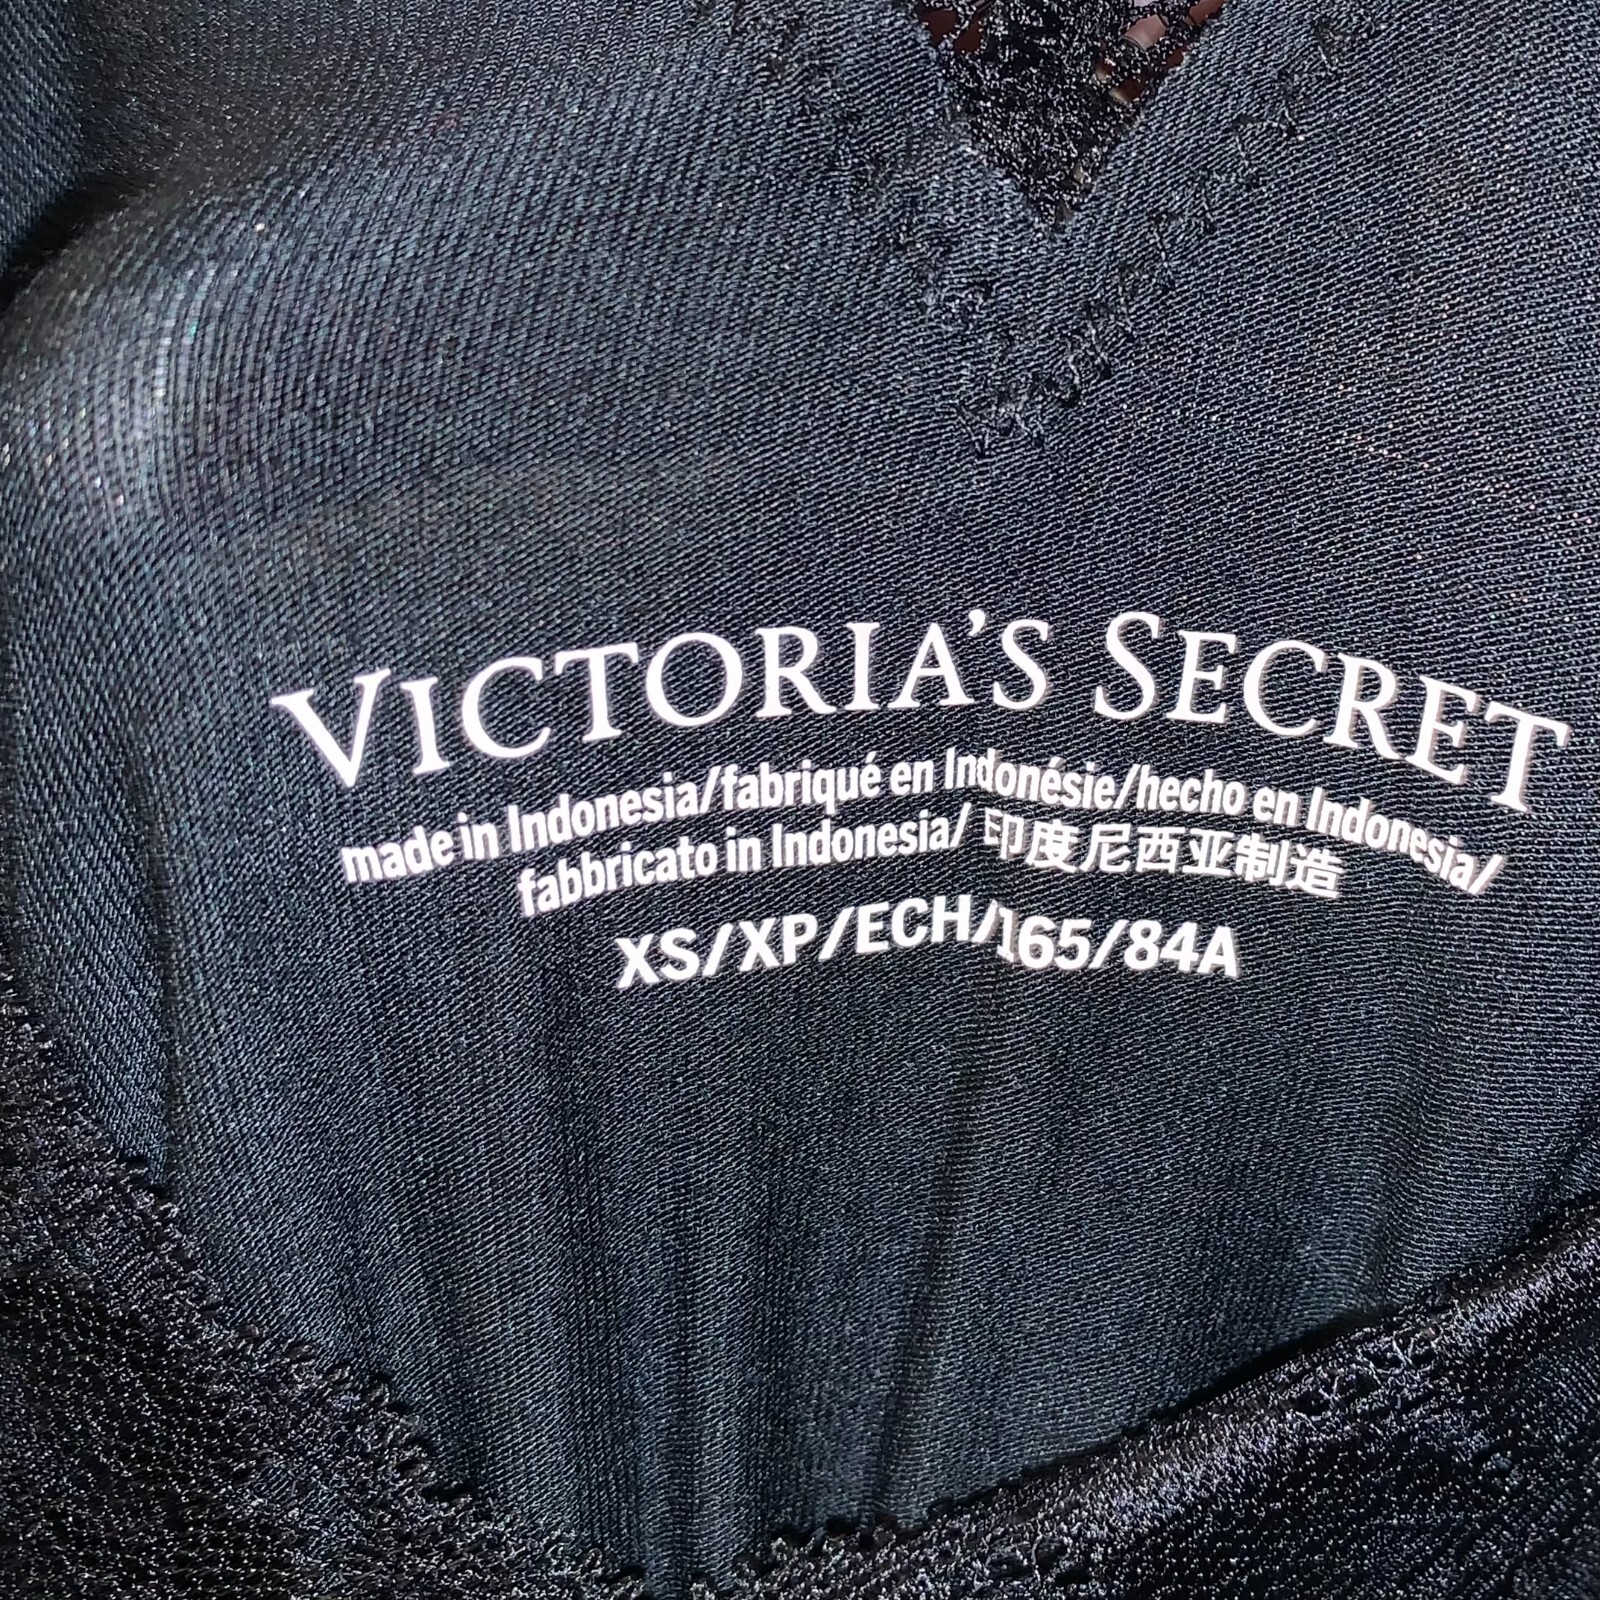 VICTORIA'S SECRET
made in Indonesia/fabriqué en Indonésie/hecho en Indonesia/
fabbricato in Indonesia/ 印度尼西亚制造
XS/XP/ECH/165/84A